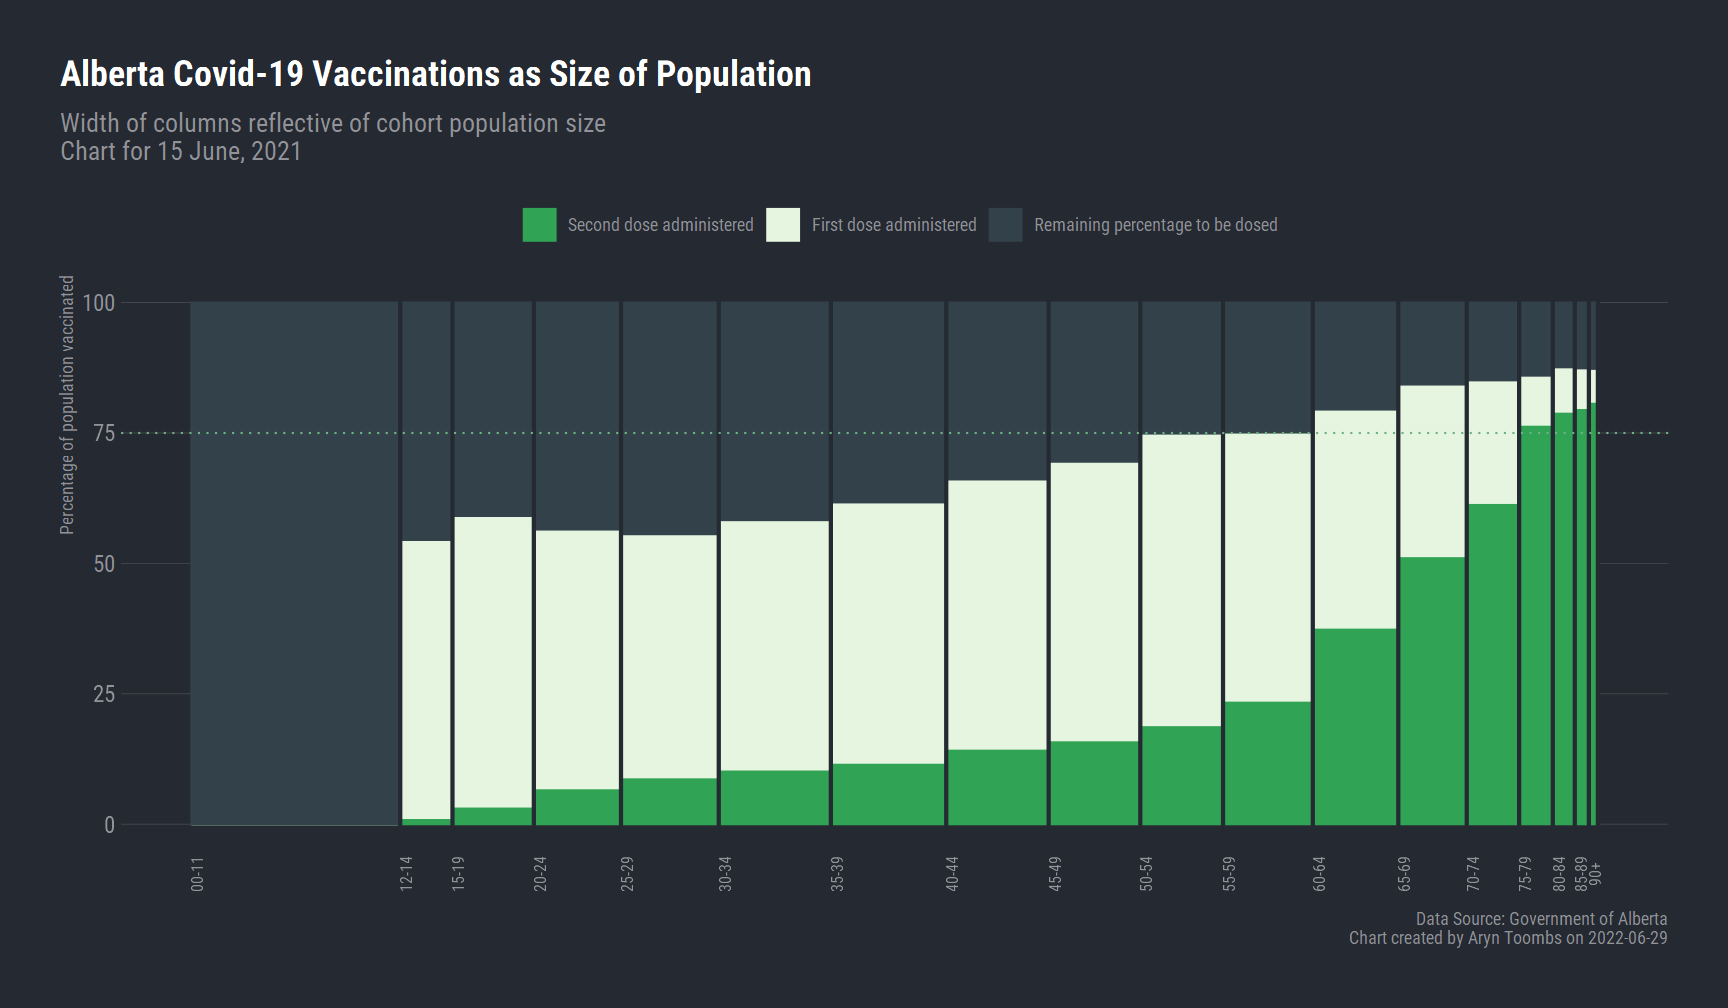 Alberta Covid-19 Vaccinations as Size of Population
Width of columns reflective of cohort population size
Chart for 15 June, 2021
Second dose administered
First dose administered
Remaining percentage to be dosed
Percentage of population vaccinated
100
75
50
25
0
00-11
12-14
15-19
20-24
25-29
30-34
35-39
40-44
45-49
50-54
55-59
60-64
65-69
70-74
75-79
80-84
85-89
90+
Data Source: Government of Alberta
Chart created by Aryn Toombs on 2022-06-29